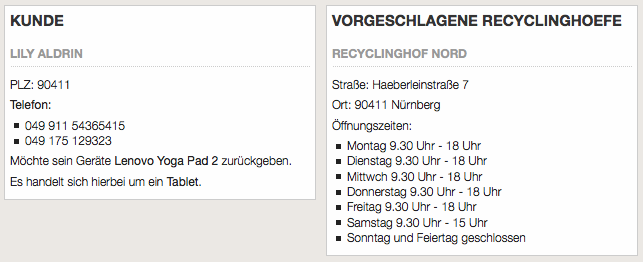 KUNDE
LILY ALDRIN
PLZ: 90411
Telefon:
049 911 54365415
049 175 129323
Möchte sein Geräte Lenovo Yoga Pad 2 zurückgeben.
Es handelt sich hierbei um ein Tablet.
VORGESCHLAGENE RECYCLINGHOEFE
RECYCLINGHOF NORD
Straße: Haeberleinstraße 7
Ort: 90411 Nürnberg
Öffnungszeiten:
Montag 9.30 Uhr - 18 Uhr
Dienstag 9.30 Uhr - 18 Uhr
Mittwch 9.30 Uhr - 18 Uhr
Donnerstag 9.30 Uhr - 18 Uhr
Freitag 9.30 Uhr - 18 Uhr
Samstag 9.30 Uhr - 15 Uhr
Sonntag und Feiertag geschlossen